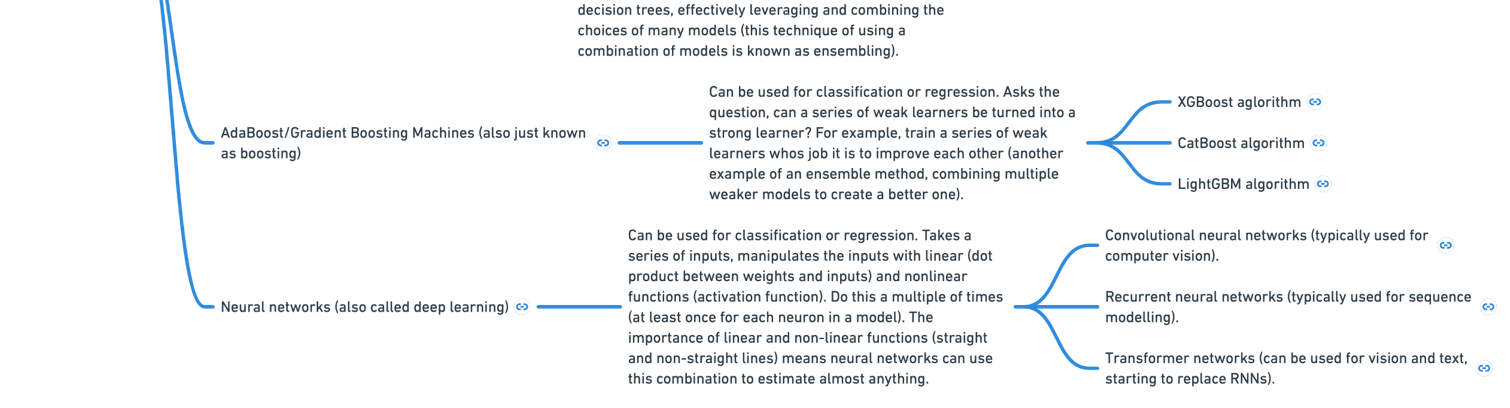 decision trees, effectively leveraging and combining the
choices of many models (this technique of using a
combination of models is known as ensembling).
AdaBoost/Gradient Boosting Machines (also just known
as boosting)
Can be used for classification or regression. Asks the
question, can a series of weak learners be turned into a
strong learner? For example, train a series of weak
learners whos job it is to improve each other (another
example of an ensemble method, combining multiple
weaker models to create a better one).
XGBoost aglorithm
CatBoost algorithm
LightGBM algorithm
Neural networks (also called deep learning)
Can be used for classification or regression. Takes a
series of inputs, manipulates the inputs with linear (dot
product between weights and inputs) and nonlinear
functions (activation function). Do this a multiple of times
(at least once for each neuron in a model). The
importance of linear and non-linear functions (straight
and non-straight lines) means neural networks can use
this combination to estimate almost anything.
Convolutional neural networks (typically used for
computer vision).
Recurrent neural networks (typically used for sequence
modelling).
Transformer networks (can be used for vision and text,
starting to replace RNNs).